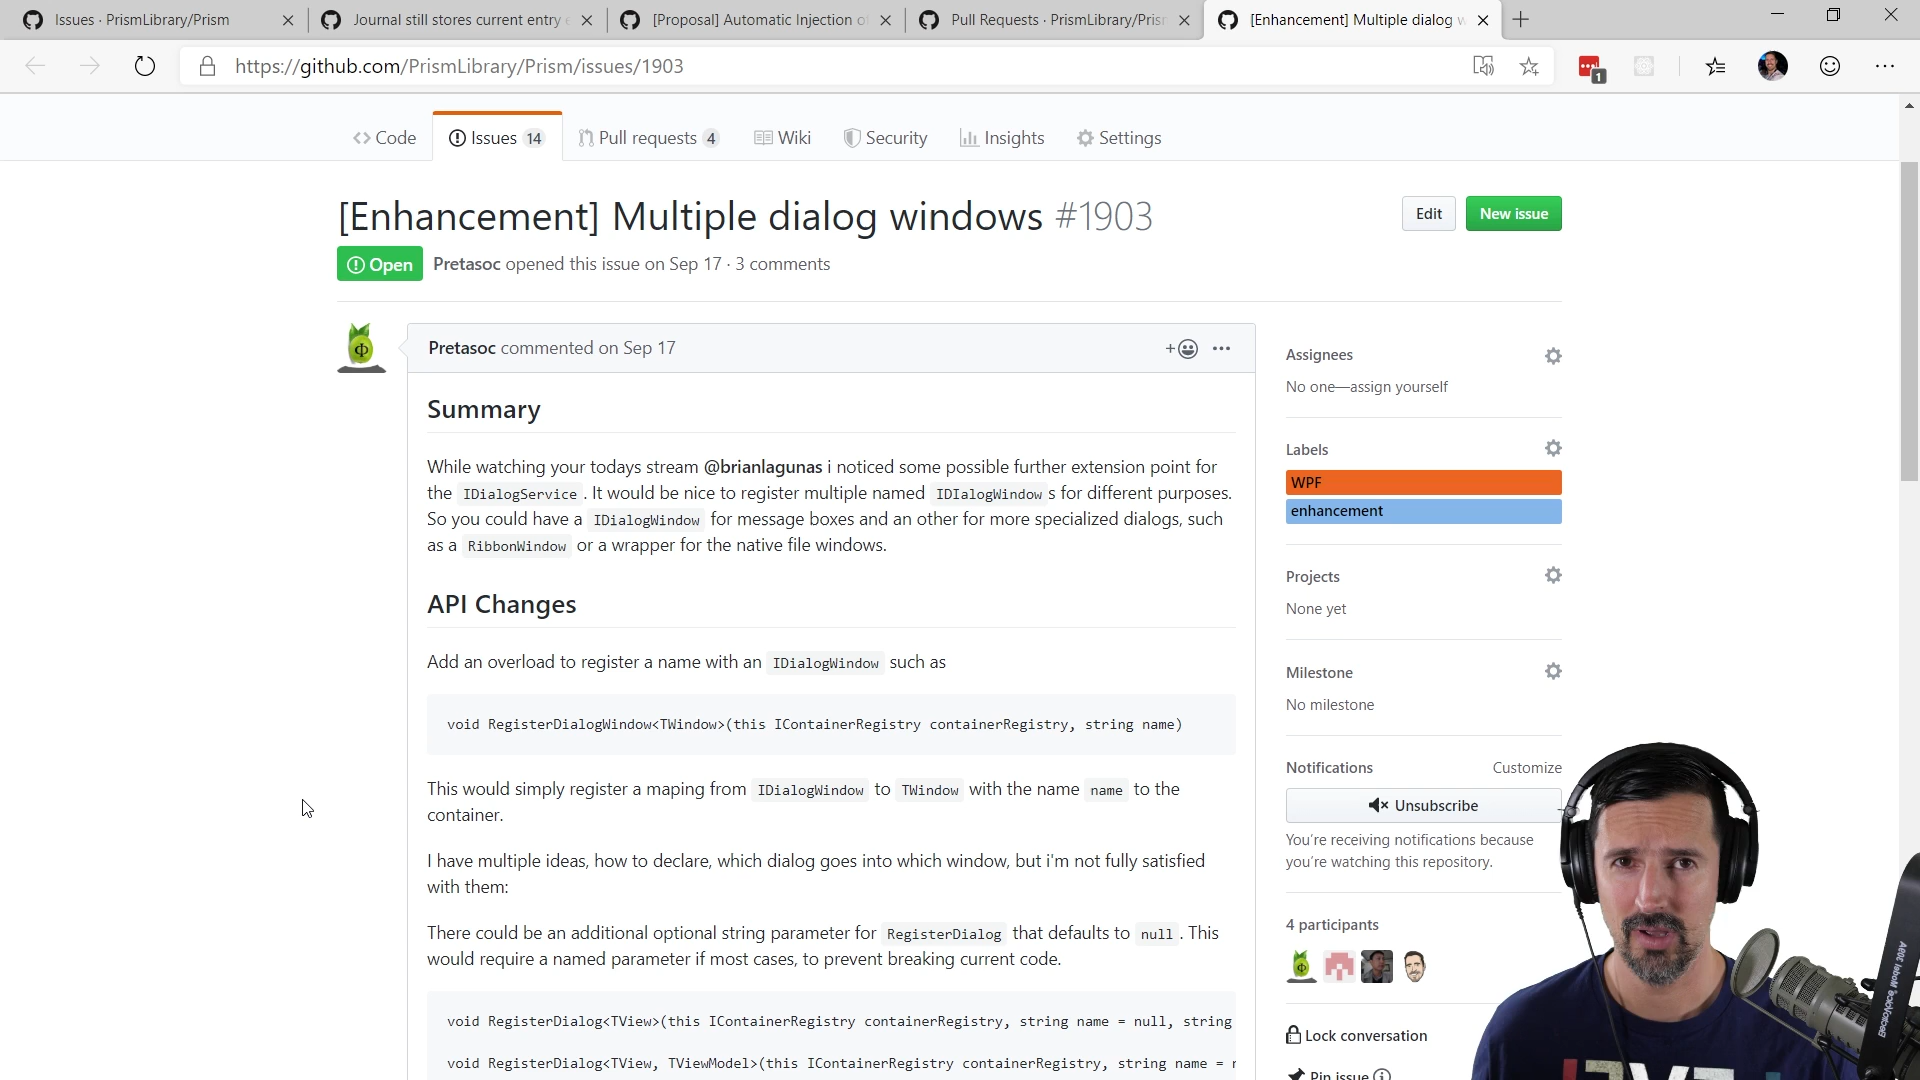 Issues · PrismLibrary/Prism
Journal still stores current entry e
[Proposal] Automatic Injection of
Pull Requests · PrismLibrary/Prism
[Enhancement] Multiple dialog w
https://github.com/PrismLibrary/Prism/issues/1903
1
Code
Issues 14
Pull requests 4
Wiki
Security
Insights
Settings
[Enhancement] Multiple dialog windows #1903
Edit
New issue
Open
Pretasoc opened this issue on Sep 17 · 3 comments
Pretasoc commented on Sep 17
Summary
While watching your todays stream @brianlagunas i noticed some possible further extension point for
the IDialogService . It would be nice to register multiple named IDIalogWindow s for different purposes.
So you could have a IDialogWindow for message boxes and an other for more specialized dialogs, such
as a RibbonWindow or a wrapper for the native file windows.
API Changes
Add an overload to register a name with an IDialogWindow such as
void RegisterDialogWindow<TWindow>(this IContainerRegistry containerRegistry, string name)
This would simply register a maping from IDialogWindow to TWindow with the name name to the
container.
I have multiple ideas, how to declare, which dialog goes into which window, but i'm not fully satisfied
with them:
There could be an additional optional string parameter for RegisterDialog that defaults to null . This
would require a named parameter if most cases, to prevent breaking current code.
void RegisterDialog<TView>(this IContainerRegistry containerRegistry, string name = null, string
void RegisterDialog<TView, TViewModel>(this IContainerRegistry containerRegistry, string name =
Assignees
No one—assign yourself
Labels
WPF
enhancement
Projects
None yet
Milestone
No milestone
Notifications
Customize
Unsubscribe
You're receiving notifications because
you're watching this repository.
4 participants
Lock conversation
Pin issue